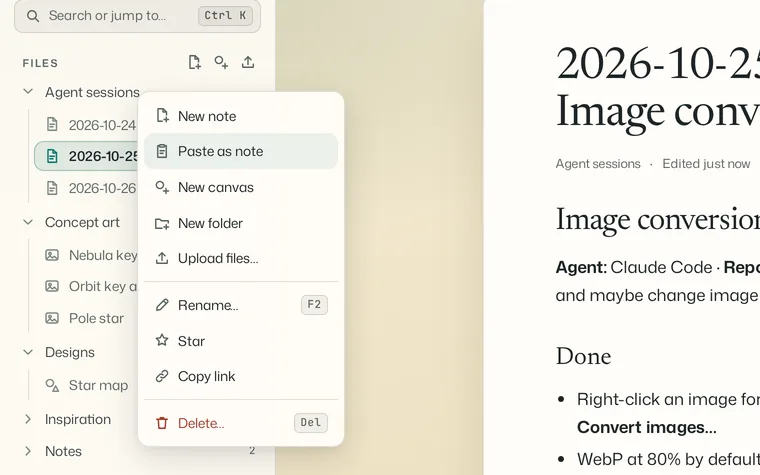 Search or jump to...
Ctrl K
FILES
Agent sessions
2026-10-24
2026-10-25
2026-10-26
Concept art
Nebula key
Orbit key a
Pole star
Designs
Star map
Inspiration
Notes
2
New note
Paste as note
New canvas
New folder
Upload files...
Rename...
F2
Star
Copy link
Delete...
Del
2026-10-25
Image conv
Agent sessions · Edited just now
Image conversion
Agent: Claude Code · Repo
and maybe change image
Done
Right-click an image for
Convert images...
WebP at 80% by default